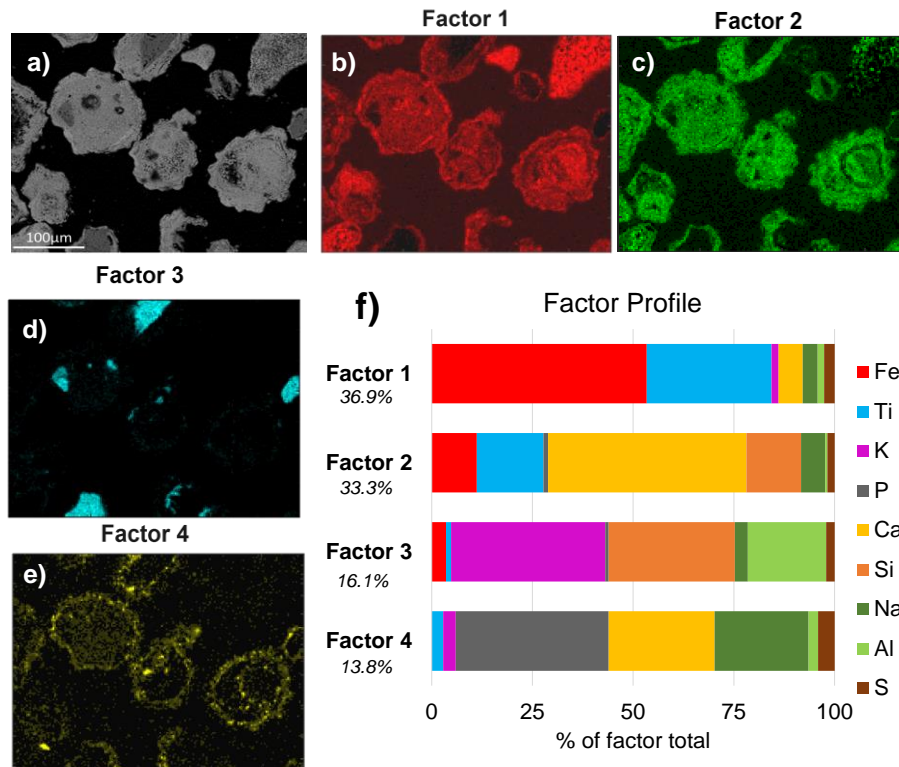 Factor 1
Factor 2
a)
b)
c)
100µm
Factor 3
d)
Factor 4
e)
f)
Factor Profile
Factor 1
36.9%
Factor 2
33.3%
Factor 3
16.1%
Factor 4
13.8%
0 25 50 75 100
% of factor total
Fe
Ti
K
P
Ca
Si
Na
Al
S